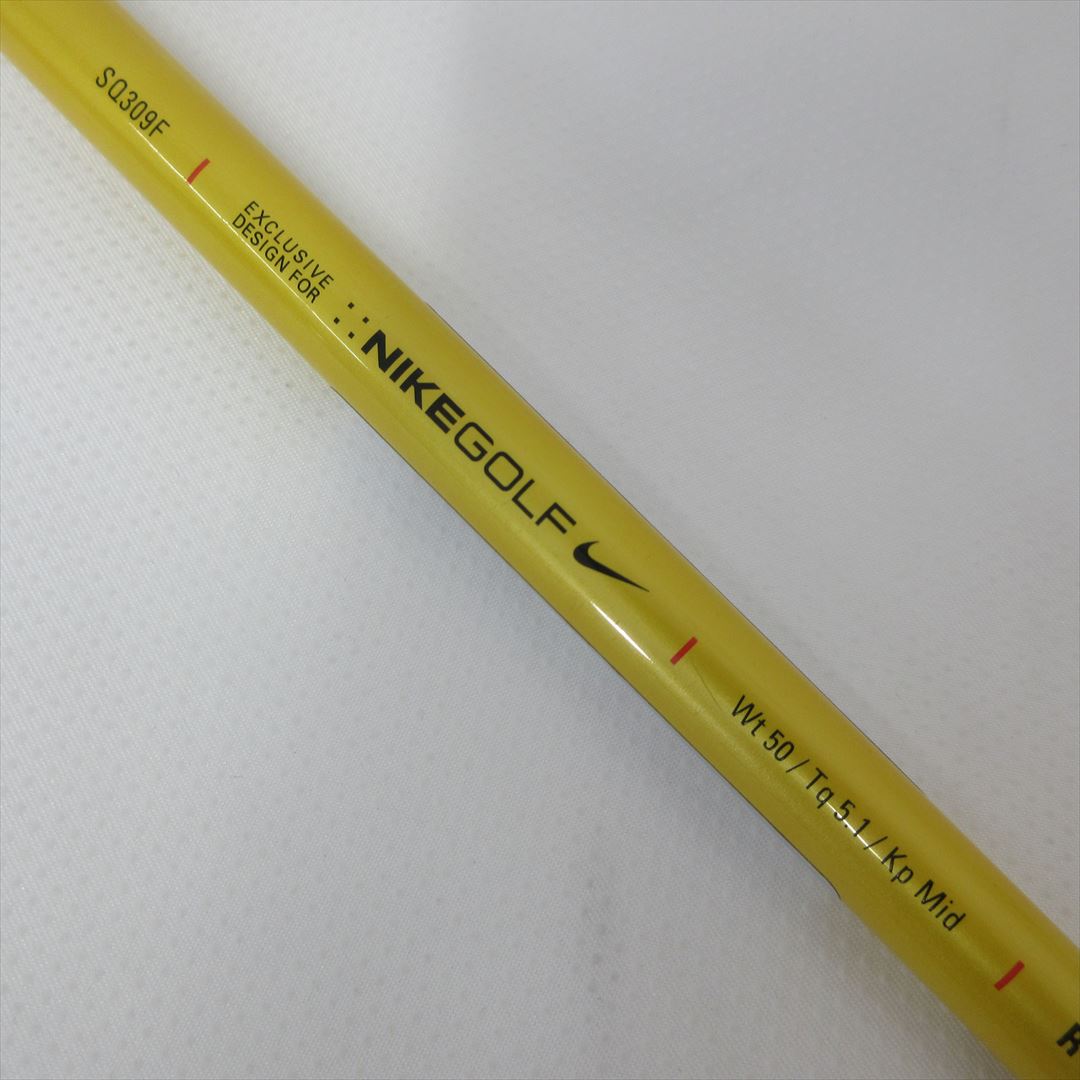 SQ309F
EXCLUSIVE
DESIGN FOR
NIKEGOLF
Wt 50 / Tq 5.1 / Kp Mid